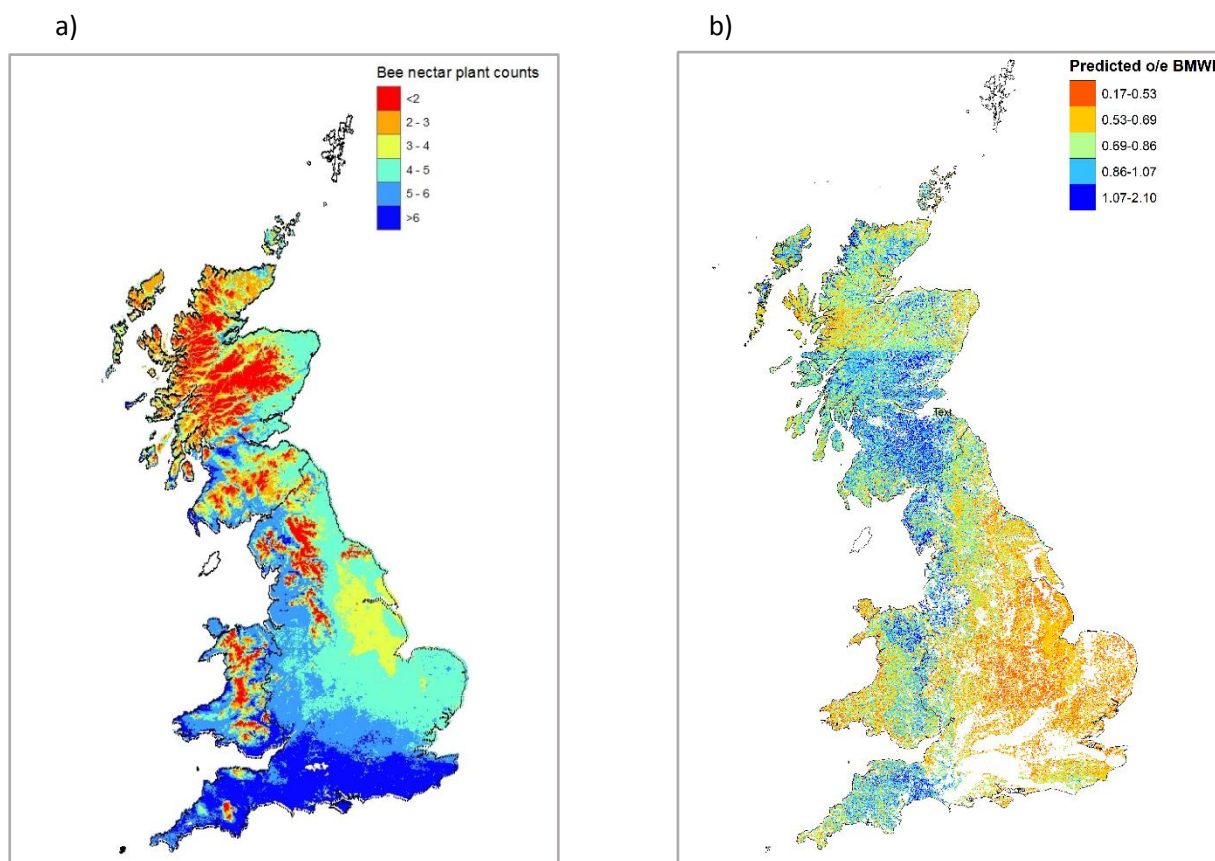 a)
b)
Bee nectar plant counts
<2
2 - 3
3 - 4
4 - 5
5 - 6
>6
Predicted o/e BMWP
0.17-0.53
0.53-0.69
0.69-0.86
0.86-1.07
1.07-2.10
Text